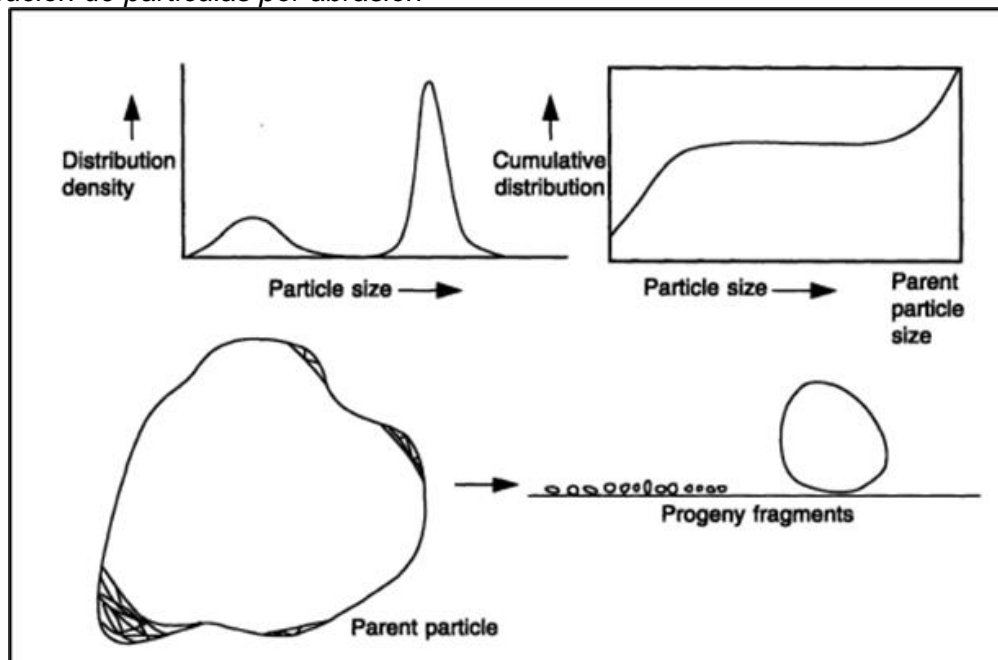 Distribution
density
Particle size
Cumulative
distribution
Particle size
Parent
particle
size
Parent particle
Progeny fragments